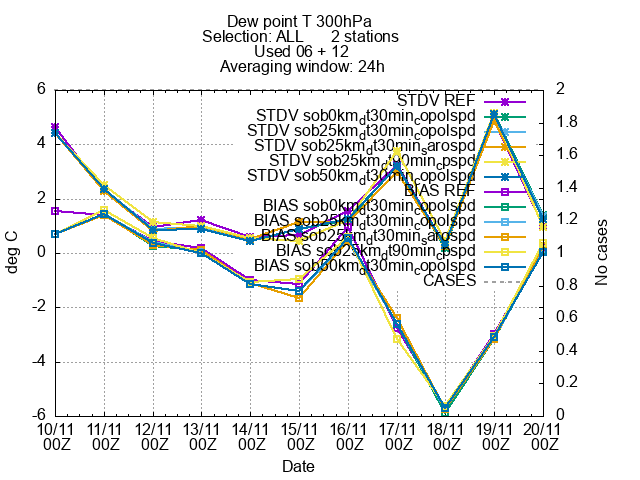 Dew point T 300hPa
Selection: ALL 2 stations
Used 06 + 12
Averaging window: 24h
6
4
2
0
-2
-4
-6
deg C
2
1.8
1.6
1.4
1.2
1
0.8
0.6
0.4
0.2
0
No cases
STDV REF
STDV sob0km_dt30min_copolspd
STDV sob25km_dt30min_copolspd
STDV sob25km_dt30min_sarospd
STDV sob25km_dt90min_cpspd
STDV sob50km_dt30min_copolspd
BIAS REF
BIAS sob0km_dt30min_copolspd
BIAS sob25km_dt30min_copolspd
BIAS sob25km_dt30min_sarospd
BIAS sob25km_dt90min_cpspd
BIAS sob50km_dt30min_copolspd
CASES
10/11 11/11 12/11 13/11 14/11 15/11 16/11 17/11 18/11 19/11 20/11
00Z 00Z 00Z 00Z 00Z 00Z 00Z 00Z 00Z 00Z 00Z
Date